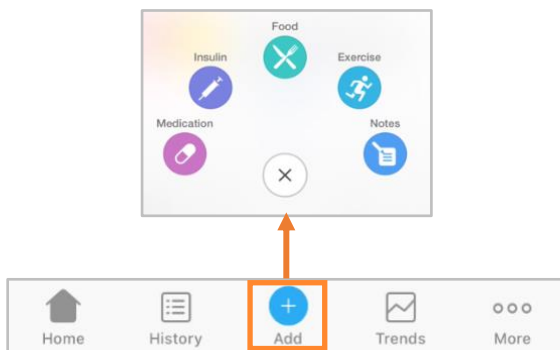 Food
Insulin
Exercise
Medication
Notes
Home
History
Add
Trends
More